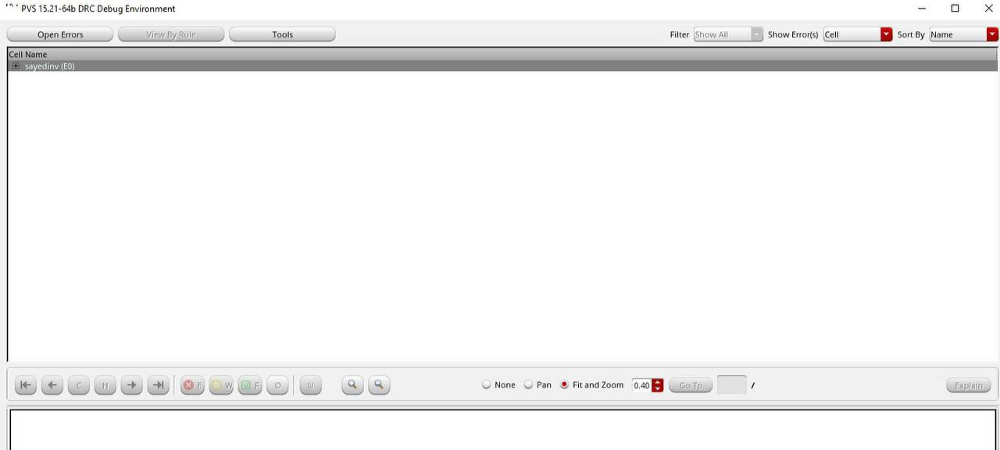 PVS 15.21-64b DRC Debug Environment
Open Errors View By Rule Tools Filter Show All Show Error(s) Cell Sort By Name
Cell Name
sayedinv (E0)
C H E W F O U None Pan Fit and Zoom 0.40 Go To / Explain